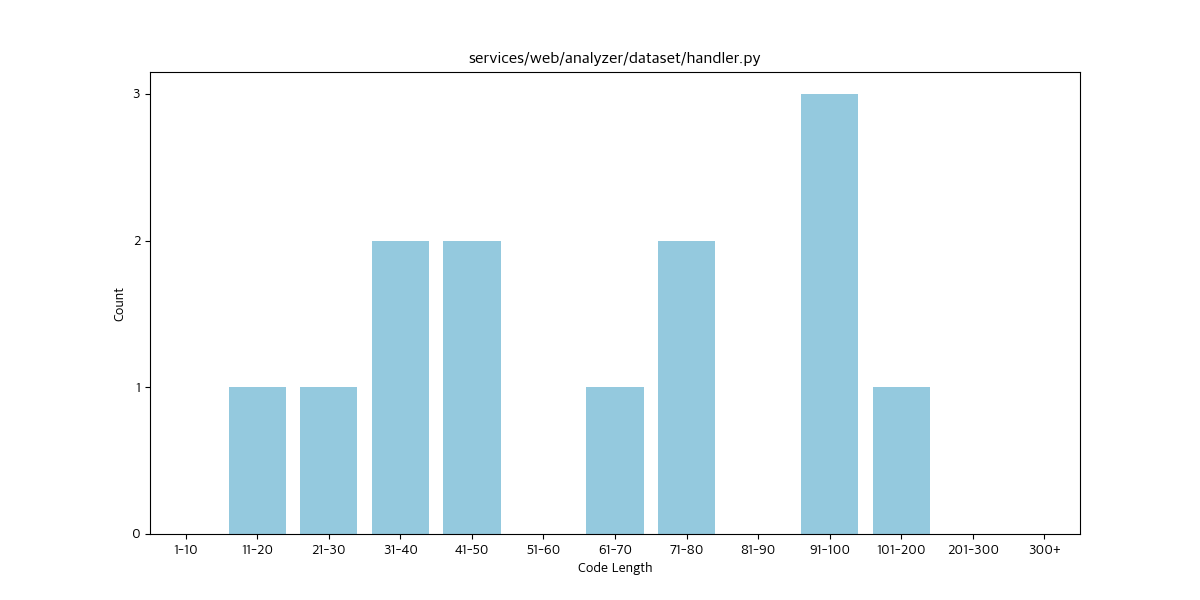 services/web/analyzer/dataset/handler.py
3
2
1
0
Count
1-10 11-20 21-30 31-40 41-50 51-60 61-70 71-80 81-90 91-100 101-200 201-300 300+
Code Length